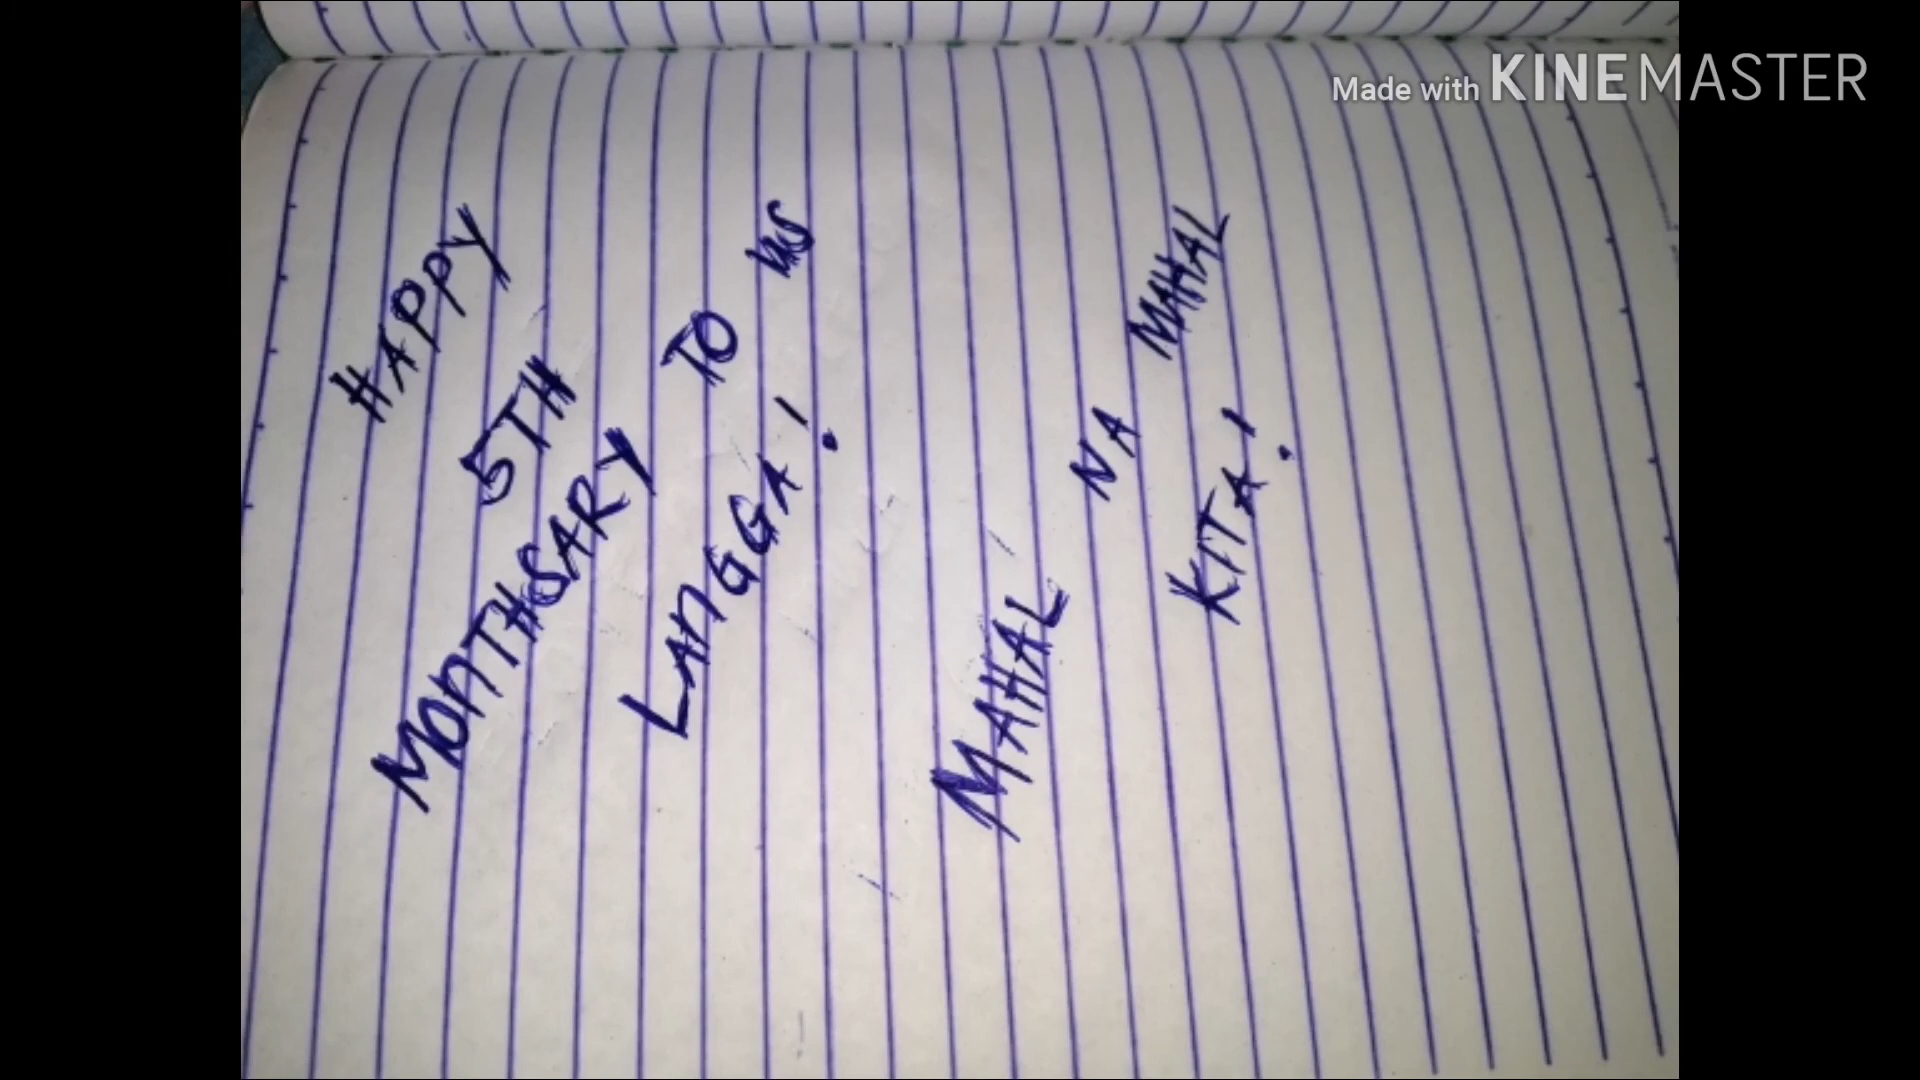 Made with KINEMASTER
HAPPY
5TH
MONTHSARY
TO us
LANGGA!
MAHAL NA MAHAL
KITA!